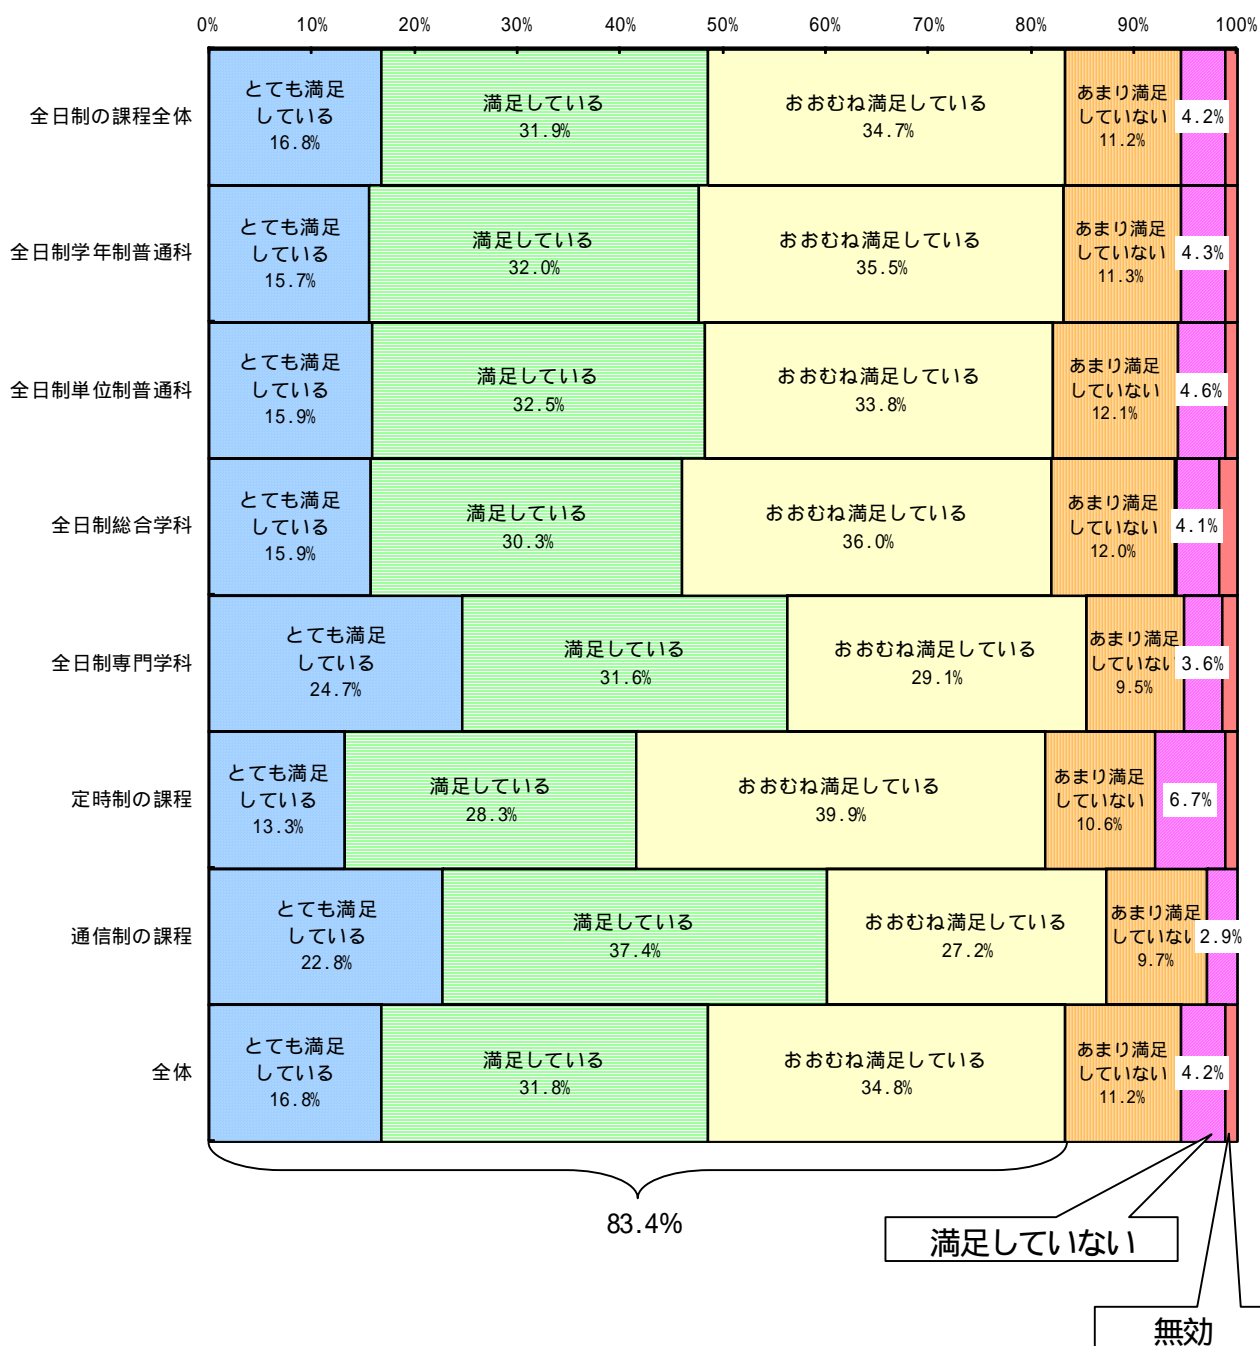 0% 10% 20% 30% 40% 50% 60% 70% 80% 90% 100%
全日制の課程全体
とても満足
している
16.8%
満足している
31.9%
おおむね満足している
34.7%
あまり満足
していない
11.2%
4.2%
全日制学年制普通科
とても満足
している
15.7%
満足している
32.0%
おおむね満足している
35.5%
あまり満足
していない
11.3%
4.3%
全日制単位制普通科
とても満足
している
15.9%
満足している
32.5%
おおむね満足している
33.8%
あまり満足
していない
12.1%
4.6%
全日制総合学科
とても満足
している
15.9%
満足している
30.3%
おおむね満足している
36.0%
あまり満足
していない
12.0%
4.1%
全日制専門学科
とても満足
している
24.7%
満足している
31.6%
おおむね満足している
29.1%
あまり満足
していない
9.5%
3.6%
定時制の課程
とても満足
している
13.3%
満足している
28.3%
おおむね満足している
39.9%
あまり満足
していない
10.6%
6.7%
通信制の課程
とても満足
している
22.8%
満足している
37.4%
おおむね満足している
27.2%
あまり満足
していない
9.7%
2.9%
全体
とても満足
している
16.8%
満足している
31.8%
おおむね満足している
34.8%
あまり満足
していない
11.2%
4.2%
83.4%
満足していない
無効